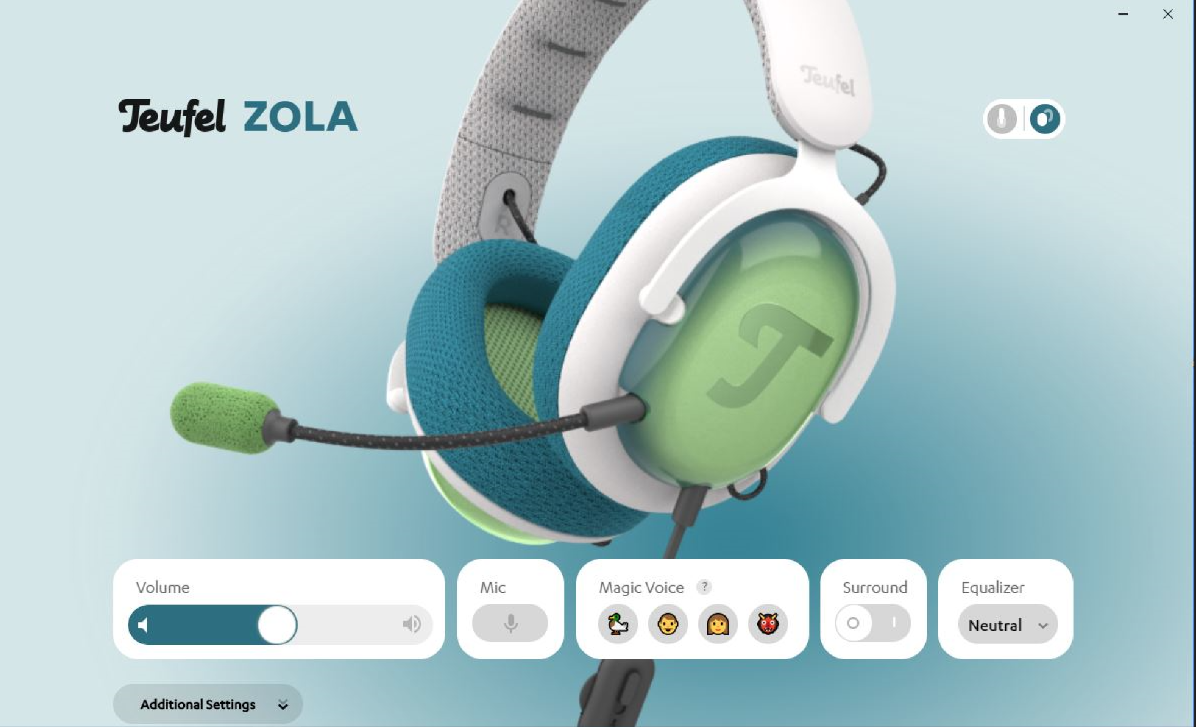 Teufel
Teufel ZOLA
R
Volume
Mic
Magic Voice ?
Surround
Equalizer
Neutral
Additional Settings